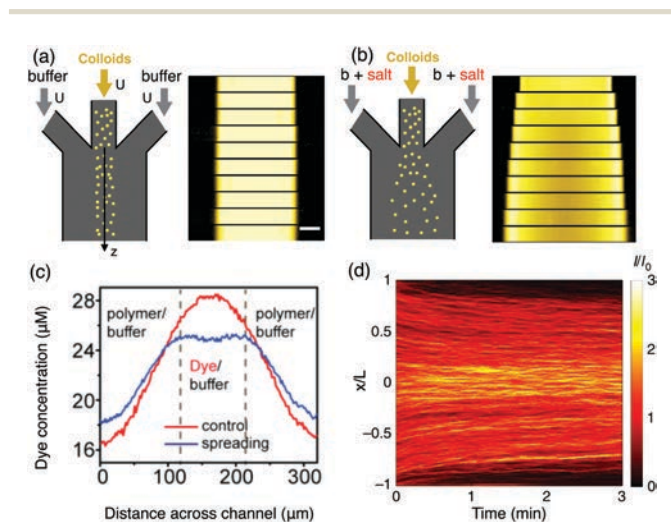 (a)
Colloids
buffer
U
buffer
U
U
z
(b)
Colloids
b + salt
b + salt
(c)
Dye concentration (µM)
28
24
20
16
polymer/
buffer
polymer/
buffer
Dye/
buffer
control
spreading
0
100
200
300
Distance across channel (µm)
(d)
x/L
1
0.5
0
−0.5
−1
0
1
2
3
Time (min)
I/I0
3
2
1
0